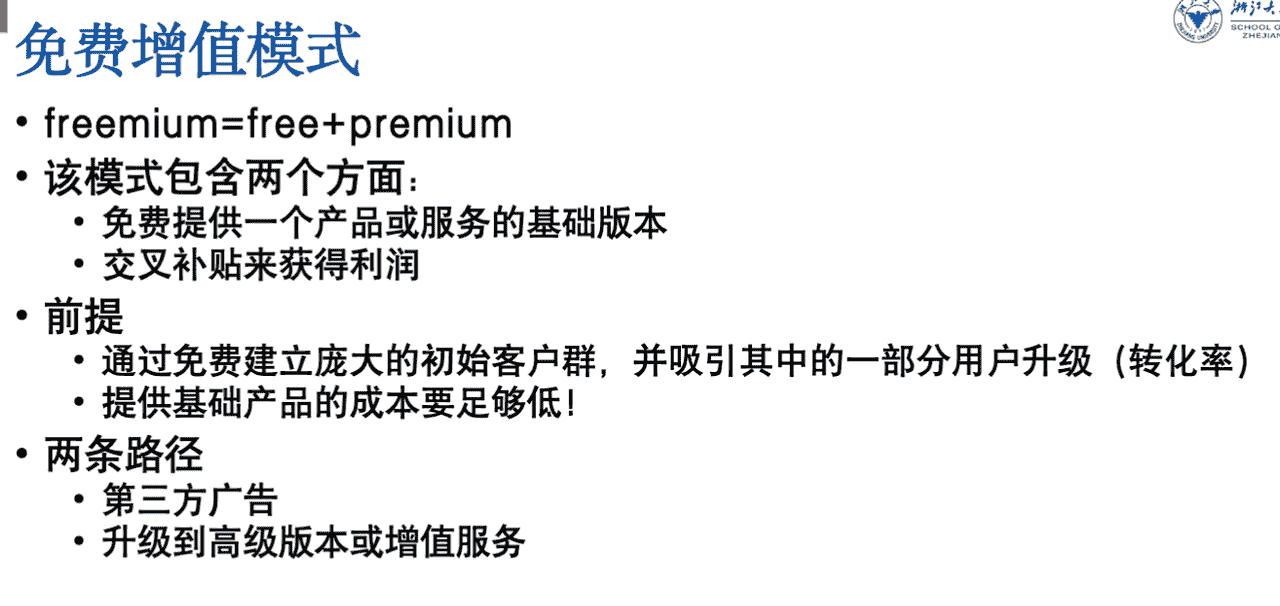 免费增值模式
浙江大
SCHOOL O
ZHEJIAN
• freemium=free+premium
• 该模式包含两个方面：
• 免费提供一个产品或服务的基础版本
• 交叉补贴来获得利润
• 前提
• 通过免费建立庞大的初始客户群，并吸引其中的一部分用户升级（转化率）
• 提供基础产品的成本要足够低！
• 两条路径
• 第三方广告
• 升级到高级版本或增值服务